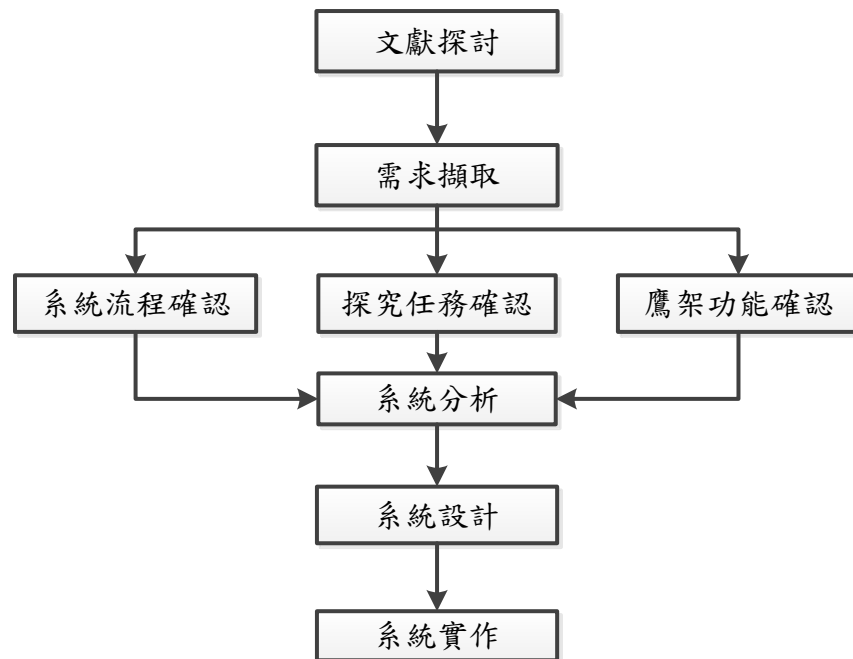 文獻探討
需求擷取
系統流程確認
探究任務確認
鷹架功能確認
系統分析
系統設計
系統實作